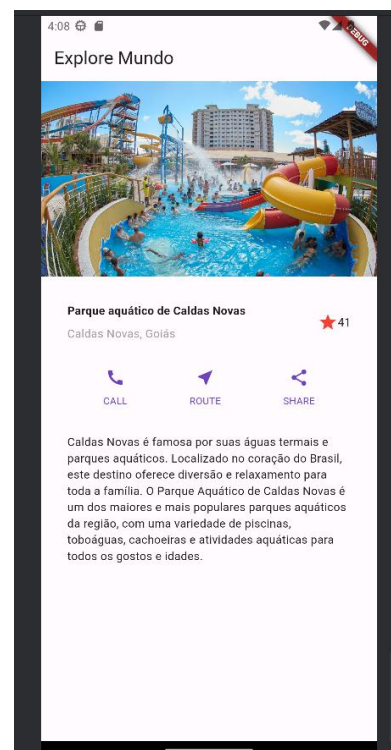 4:08
DEBUG
Explore Mundo
Parque aquático de Caldas Novas
Caldas Novas, Goiás
41
CALL ROUTE SHARE
Caldas Novas é famosa por suas águas termais e
parques aquáticos. Localizado no coração do Brasil,
este destino oferece diversão e relaxamento para
toda a família. O Parque Aquático de Caldas Novas é
um dos maiores e mais populares parques aquáticos
da região, com uma variedade de piscinas,
toboáguas, cachoeiras e atividades aquáticas para
todos os gostos e idades.